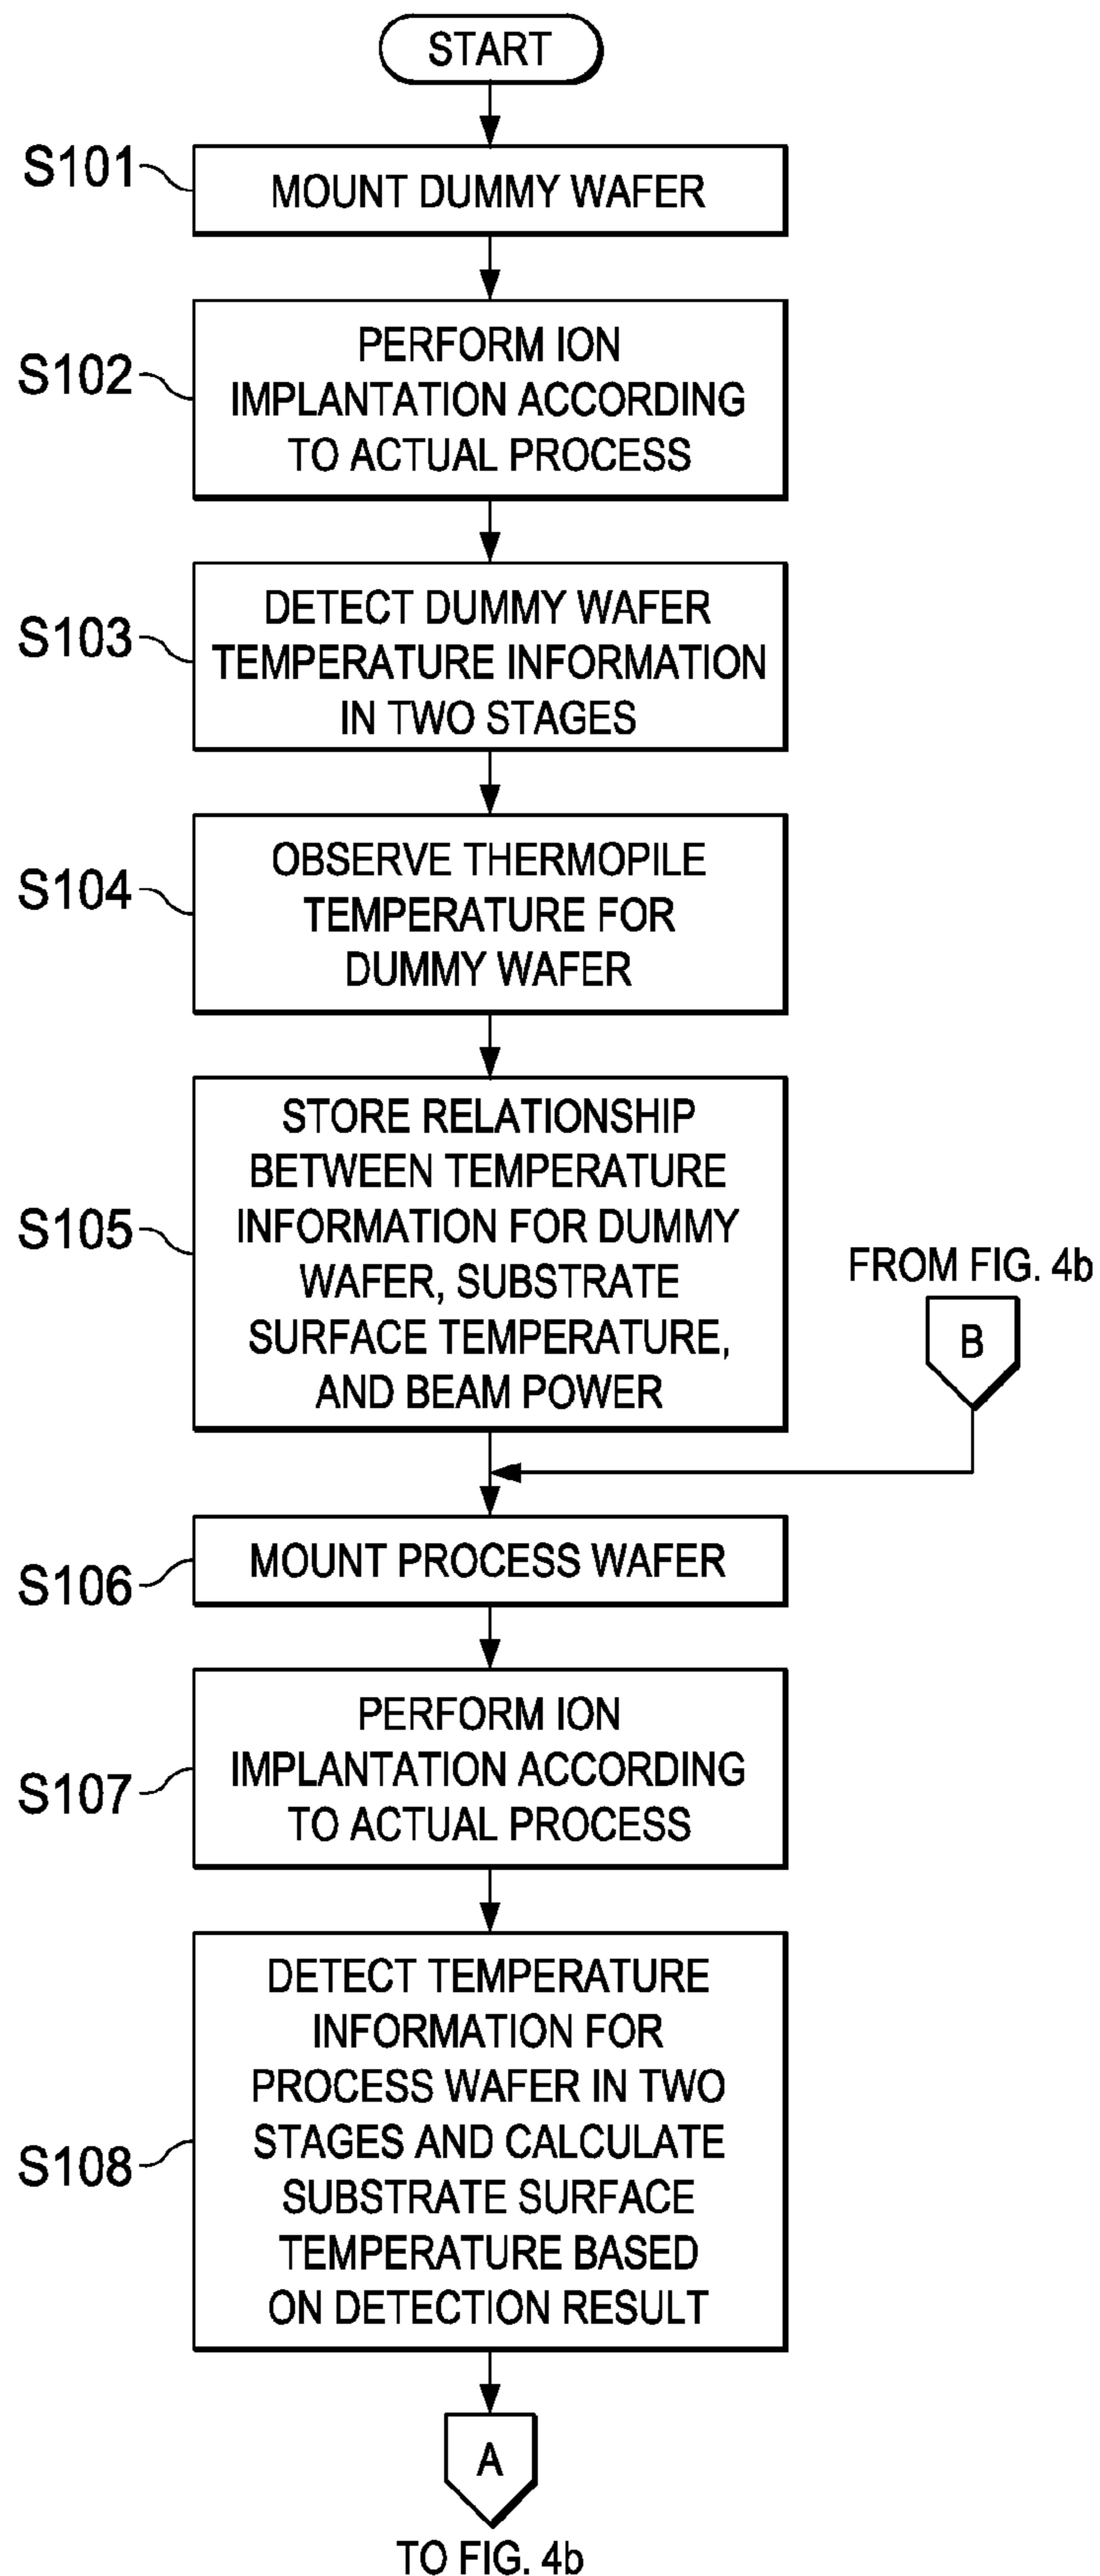 START
S101
MOUNT DUMMY WAFER
S102
PERFORM ION
IMPLANTATION ACCORDING
TO ACTUAL PROCESS
S103
DETECT DUMMY WAFER
TEMPERATURE INFORMATION
IN TWO STAGES
S104
OBSERVE THERMOPILE
TEMPERATURE FOR
DUMMY WAFER
S105
STORE RELATIONSHIP
BETWEEN TEMPERATURE
INFORMATION FOR DUMMY
WAFER, SUBSTRATE
SURFACE TEMPERATURE,
AND BEAM POWER
FROM FIG. 4b
B
S106
MOUNT PROCESS WAFER
S107
PERFORM ION
IMPLANTATION ACCORDING
TO ACTUAL PROCESS
S108
DETECT TEMPERATURE
INFORMATION FOR
PROCESS WAFER IN TWO
STAGES AND CALCULATE
SUBSTRATE SURFACE
TEMPERATURE BASED
ON DETECTION RESULT
A
TO FIG. 4b